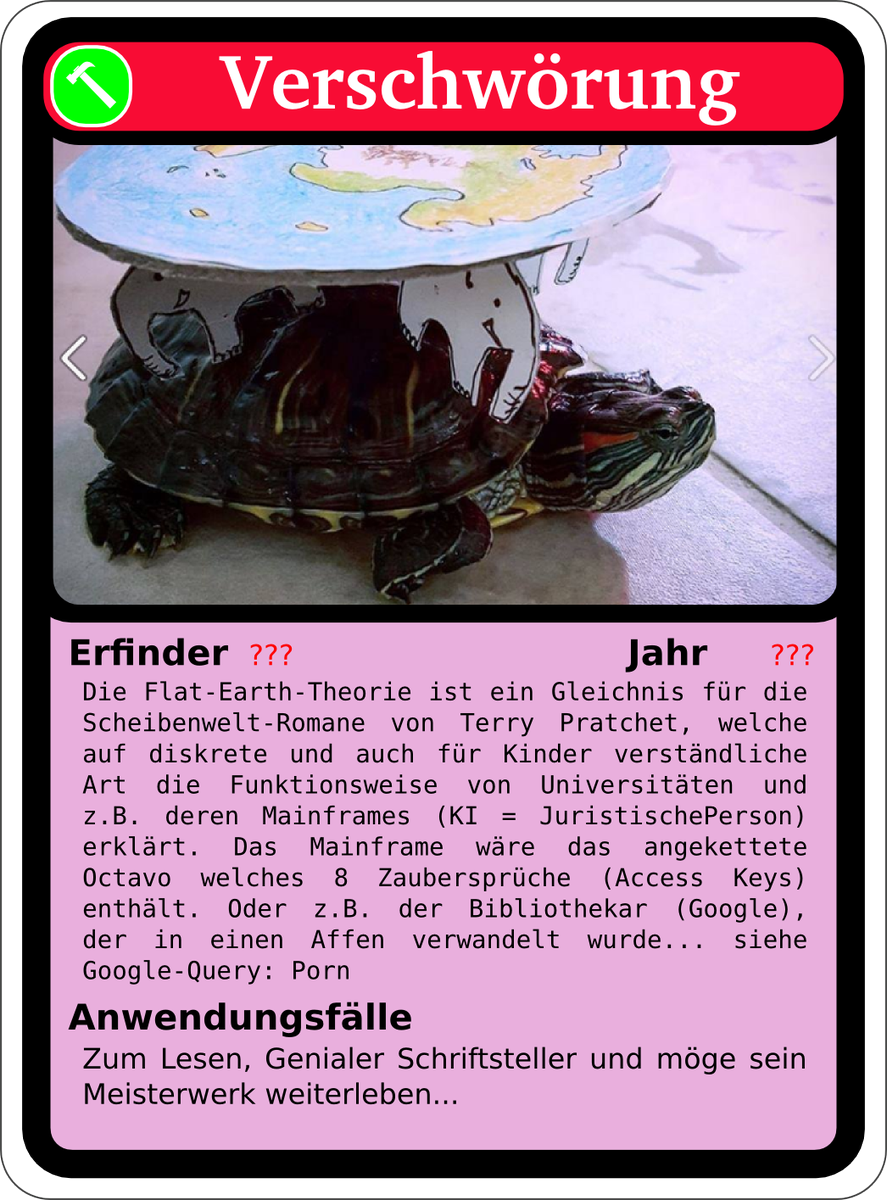 Verschwörung
Erfinder ??? Jahr ???
Die Flat-Earth-Theorie ist ein Gleichnis für die
Scheibenwelt-Romane von Terry Pratchet, welche
auf diskrete und auch für Kinder verständliche
Art die Funktionsweise von Universitäten und
z.B. deren Mainframes (KI = JuristischePerson)
erklärt. Das Mainframe wäre das angekettete
Octavo welches 8 Zaubersprüche (Access Keys)
enthält. Oder z.B. der Bibliothekar (Google),
der in einen Affen verwandelt wurde... siehe
Google-Query: Porn
Anwendungsfälle
Zum Lesen, Genialer Schriftsteller und möge sein
Meisterwerk weiterleben...